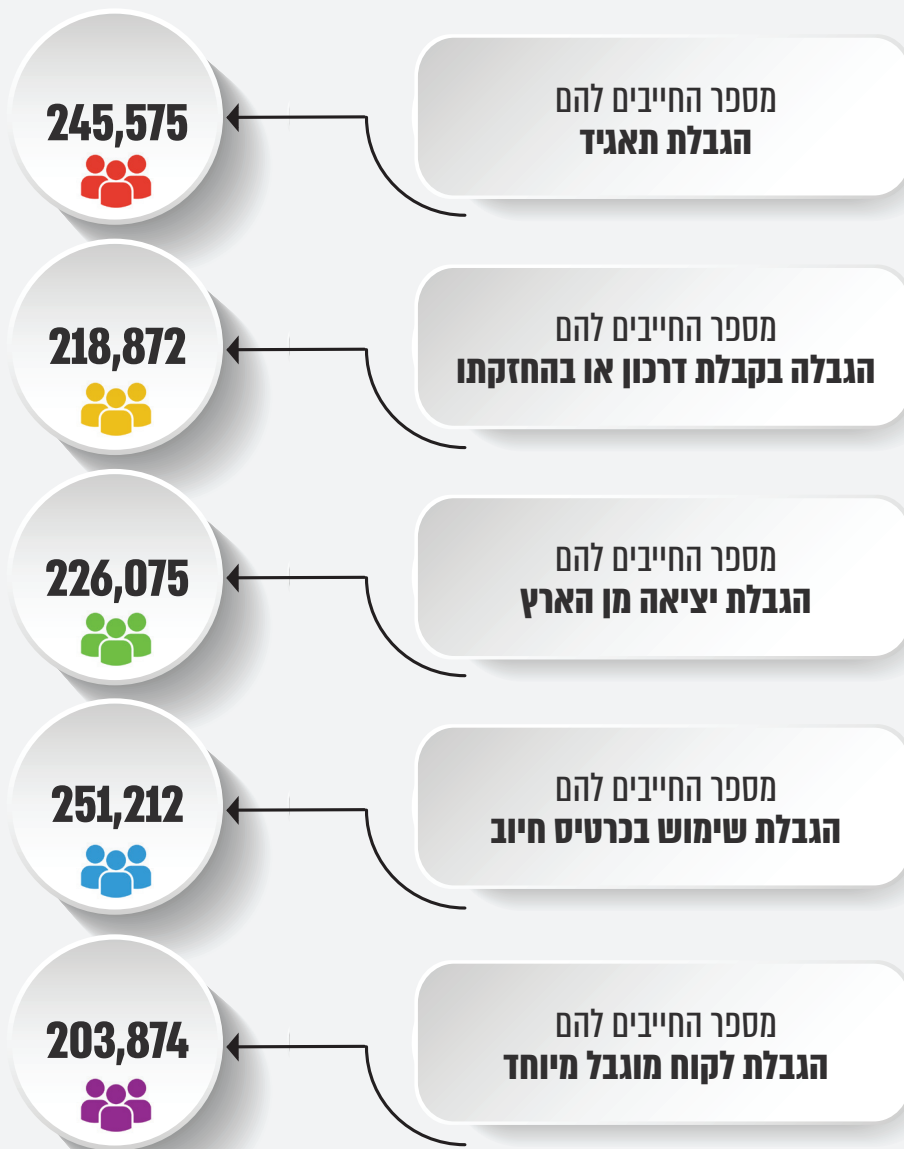 מספר החייבים להם
הגבלת תאגיד
245,575
מספר החייבים להם
הגבלה בקבלת דרכון או בהחזקתו
218,872
מספר החייבים להם
הגבלת יציאה מן הארץ
226,075
מספר החייבים להם
הגבלת שימוש בכרטיס חיוב
251,212
מספר החייבים להם
הגבלת לקוח מוגבל מיוחד
203,874